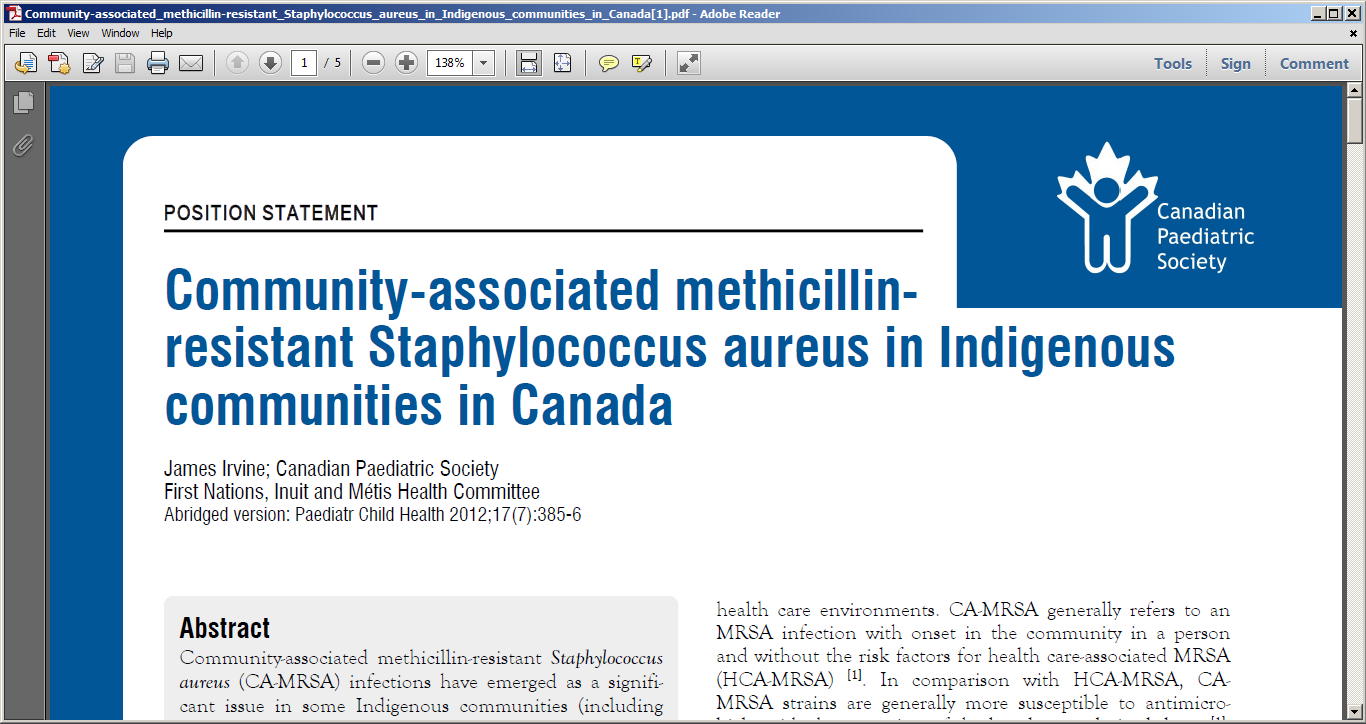 Community-associated_methicillin-resistant_Staphylococcus_aureus_in_Indigenous_communities_in_Canada[1].pdf - Adobe Reader
File Edit View Window Help
1 / 5 138% Tools Sign Comment
POSITION STATEMENT
Canadian
Paediatric
Society
Community-associated methicillin-
resistant Staphylococcus aureus in Indigenous
communities in Canada
James Irvine; Canadian Paediatric Society
First Nations, Inuit and Métis Health Committee
Abridged version: Paediatr Child Health 2012;17(7):385-6
Abstract
Community-associated methicillin-resistant Staphylococcus
aureus (CA-MRSA) infections have emerged as a signifi-
cant issue in some Indigenous communities (including
health care environments. CA-MRSA generally refers to an
MRSA infection with onset in the community in a person
and without the risk factors for health care-associated MRSA
(HCA-MRSA) [1]. In comparison with HCA-MRSA, CA-
MRSA strains are generally more susceptible to antimicro-